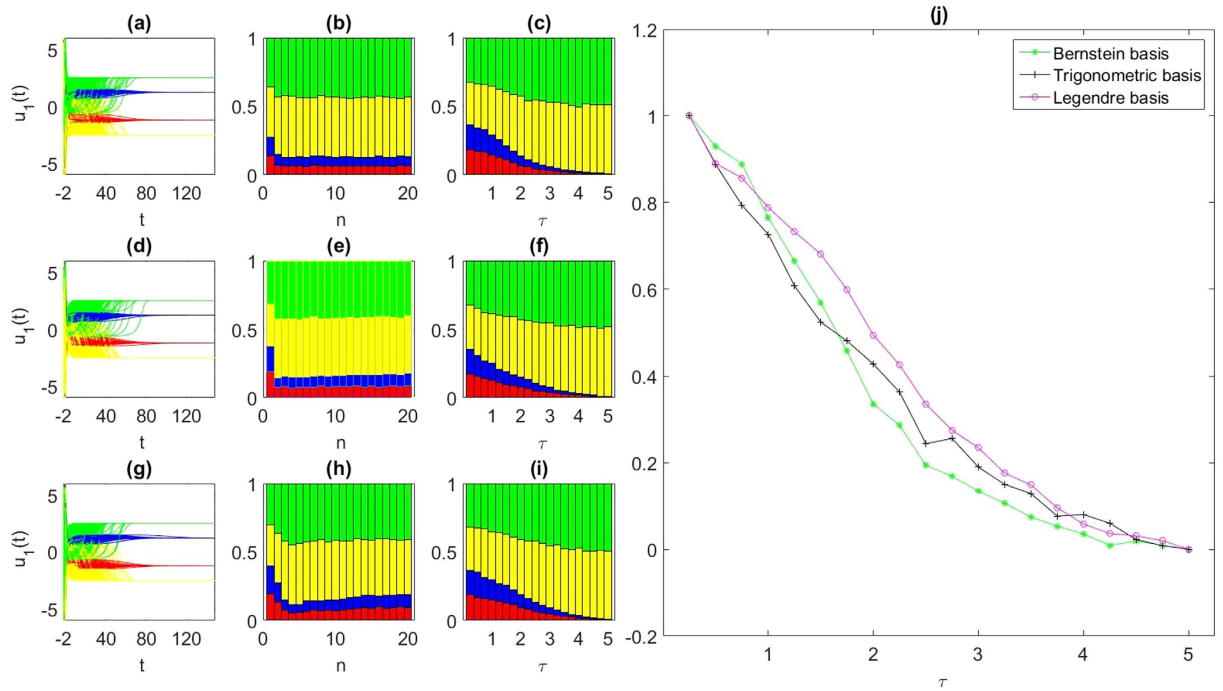 (a)
u_1(t)
5
0
-5
-2 40 80 120
t
(b)
1
0.5
0
0 10 20
n
(c)
1
0.5
0
1 2 3 4 5
τ
(d)
u_1(t)
5
0
-5
-2 40 80 120
t
(e)
1
0.5
0
0 10 20
n
(f)
1
0.5
0
1 2 3 4 5
τ
(g)
u_1(t)
5
0
-5
-2 40 80 120
t
(h)
1
0.5
0
0 10 20
n
(i)
1
0.5
0
1 2 3 4 5
τ
(j)
1.2
1
0.8
0.6
0.4
0.2
0
-0.2
1 2 3 4 5
τ
Bernstein basis
Trigonometric basis
Legendre basis